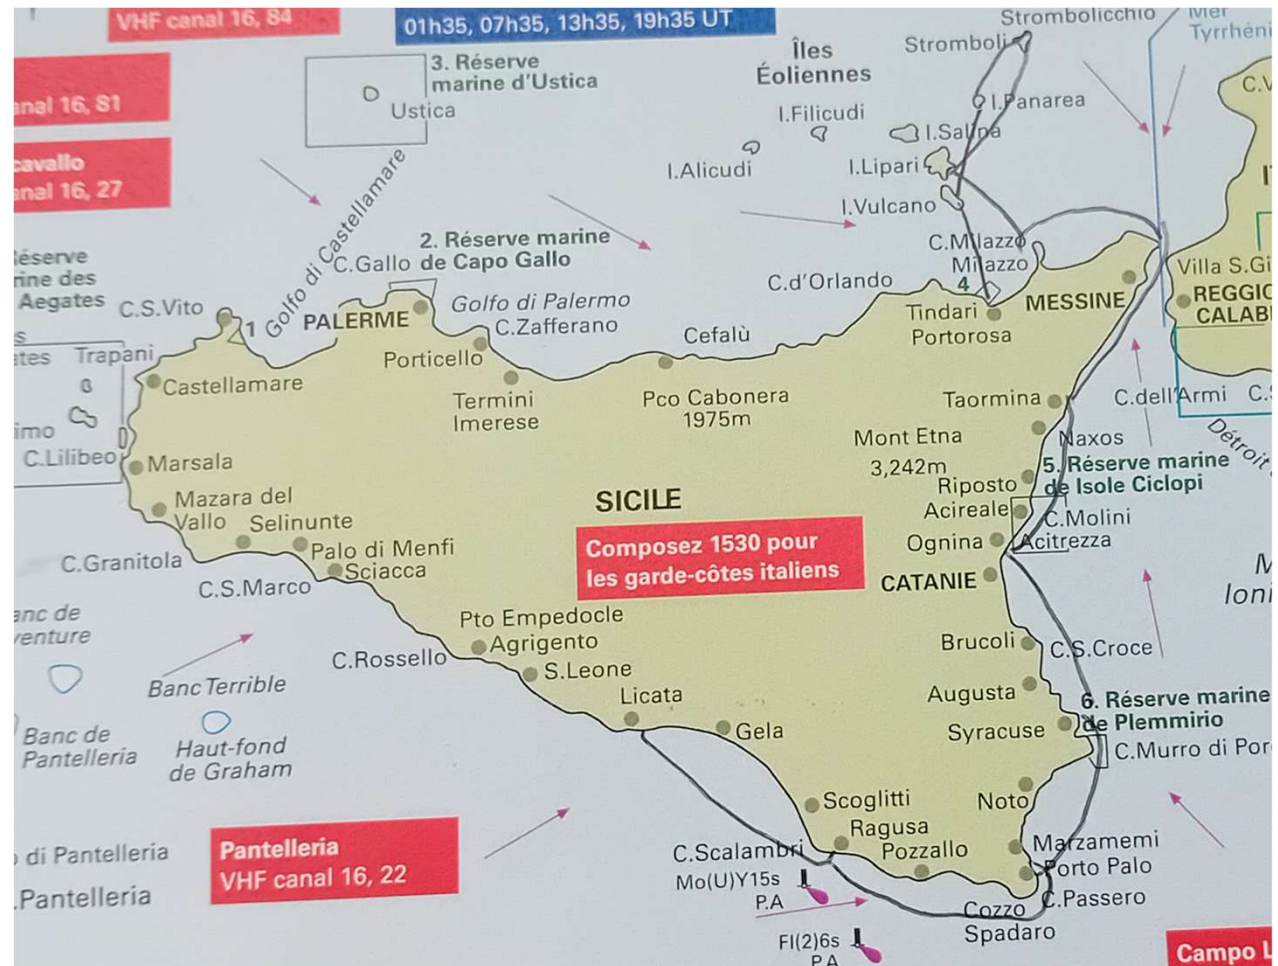 VHF canal 16, 84
01h35, 07h35, 13h35, 19h35 UT
Strombolicchio
Mer
Stromboli
Îles
Éoliennes
3. Réserve
marine d'Ustica
Ustica
canal 16, 81
I.Panarea
I.Filicudi
I.Salina
cavallo
canal 16, 27
I.Alicudi
I.Lipari
I.Vulcano
Golfo di Castellamare
2. Réserve marine
de Capo Gallo
C.Gallo
C.Milazzo
Milazzo
Réserve
Aegates
C.S.Vito
1
PALERME
Golfo di Palermo
C.Zafferano
C.d'Orlando
4
Tindari
Portorosa
MESSINE
Villa S.Gi
REGGIO
CALAB
Trapani
Castellamare
Porticello
Cefalù
Termini
Imerese
Pco Cabonera
1975m
Taormina
C.dell'Armi
Détroit
Mont Etna
3,242m
Naxos
C.Lilibeo
Marsala
5. Réserve marine
de Isole Ciclopi
Riposto
Acireale
C.Molini
Mazara del
Vallo
Selinunte
SICILE
Composez 1530 pour
les garde-côtes italiens
Ognina
Acitrezza
CATANIE
C.Granitola
Palo di Menfi
Sciacca
C.S.Marco
Pto Empedocle
Agrigento
C.Rossello
S.Leone
Brucoli
C.S.Croce
Banc Terrible
Licata
Augusta
6. Réserve marine
de Plemmirio
Gela
Syracuse
C.Murro di Por
Banc de
Pantelleria
Haut-fond
de Graham
Scoglitti
Noto
Ragusa
Marzamemi
C.Scalambri
Pozzallo
Porto Palo
Mo(U)Y15s
P.A
C.Passero
Cozzo
Spadaro
Fl(2)6s
P.A
di Pantelleria
.Pantelleria
Pantelleria
VHF canal 16, 22
Campo L